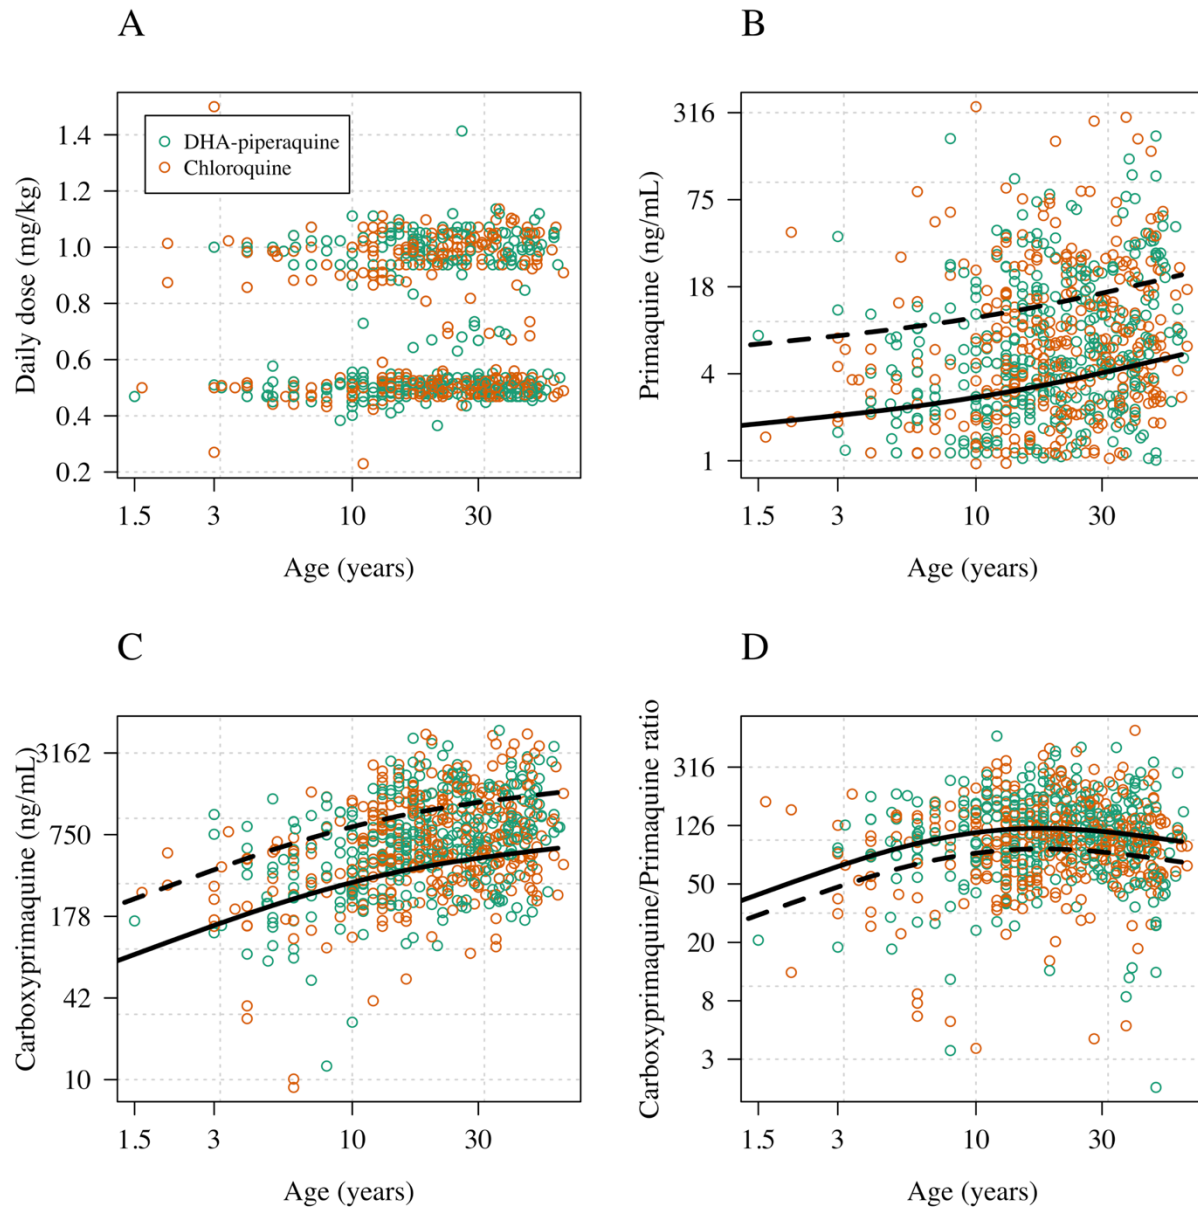 A
B
1.4
1.2
1.0
0.8
0.6
0.4
0.2
Daily dose (mg/kg)
DHA-piperaquine
Chloroquine
1.5
3
10
30
Age (years)
316
75
18
4
1
Primaquine (ng/mL)
1.5
3
10
30
Age (years)
C
D
3162
750
178
42
10
Carboxyprimaquine (ng/mL)
1.5
3
10
30
Age (years)
316
126
50
20
8
3
Carboxyprimaquine/Primaquine ratio
1.5
3
10
30
Age (years)